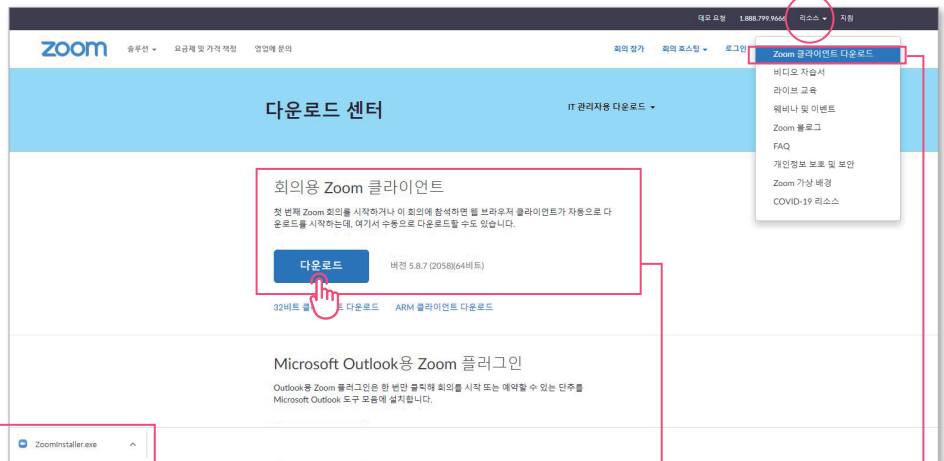 데모 요청 1.888.799.9666 리소스 지원
zoom 솔루션 요금제 및 가격 책정 영업에 문의 회의 참가 회의 호스팅 로그인
Zoom 클라이언트 다운로드
비디오 자습서
라이브 교육
웨비나 및 이벤트
Zoom 블로그
FAQ
개인정보 보호 및 보안
Zoom 가상 배경
COVID-19 리소스
다운로드 센터 IT 관리자용 다운로드
회의용 Zoom 클라이언트
첫 번째 Zoom 회의를 시작하거나 이 회의에 참석하면 웹 브라우저 클라이언트가 자동으로 다
운로드를 시작하는데, 여기서 수동으로 다운로드할 수도 있습니다.
다운로드 버전 5.8.7 (2058)(64비트)
32비트 다운로드 ARM 클라이언트 다운로드
Microsoft Outlook용 Zoom 플러그인
Outlook용 Zoom 플러그인은 한 번만 클릭해 회의를 시작 또는 예약할 수 있는 단추를
Microsoft Outlook 도구 모음에 설치합니다.
ZoomInstaller.exe